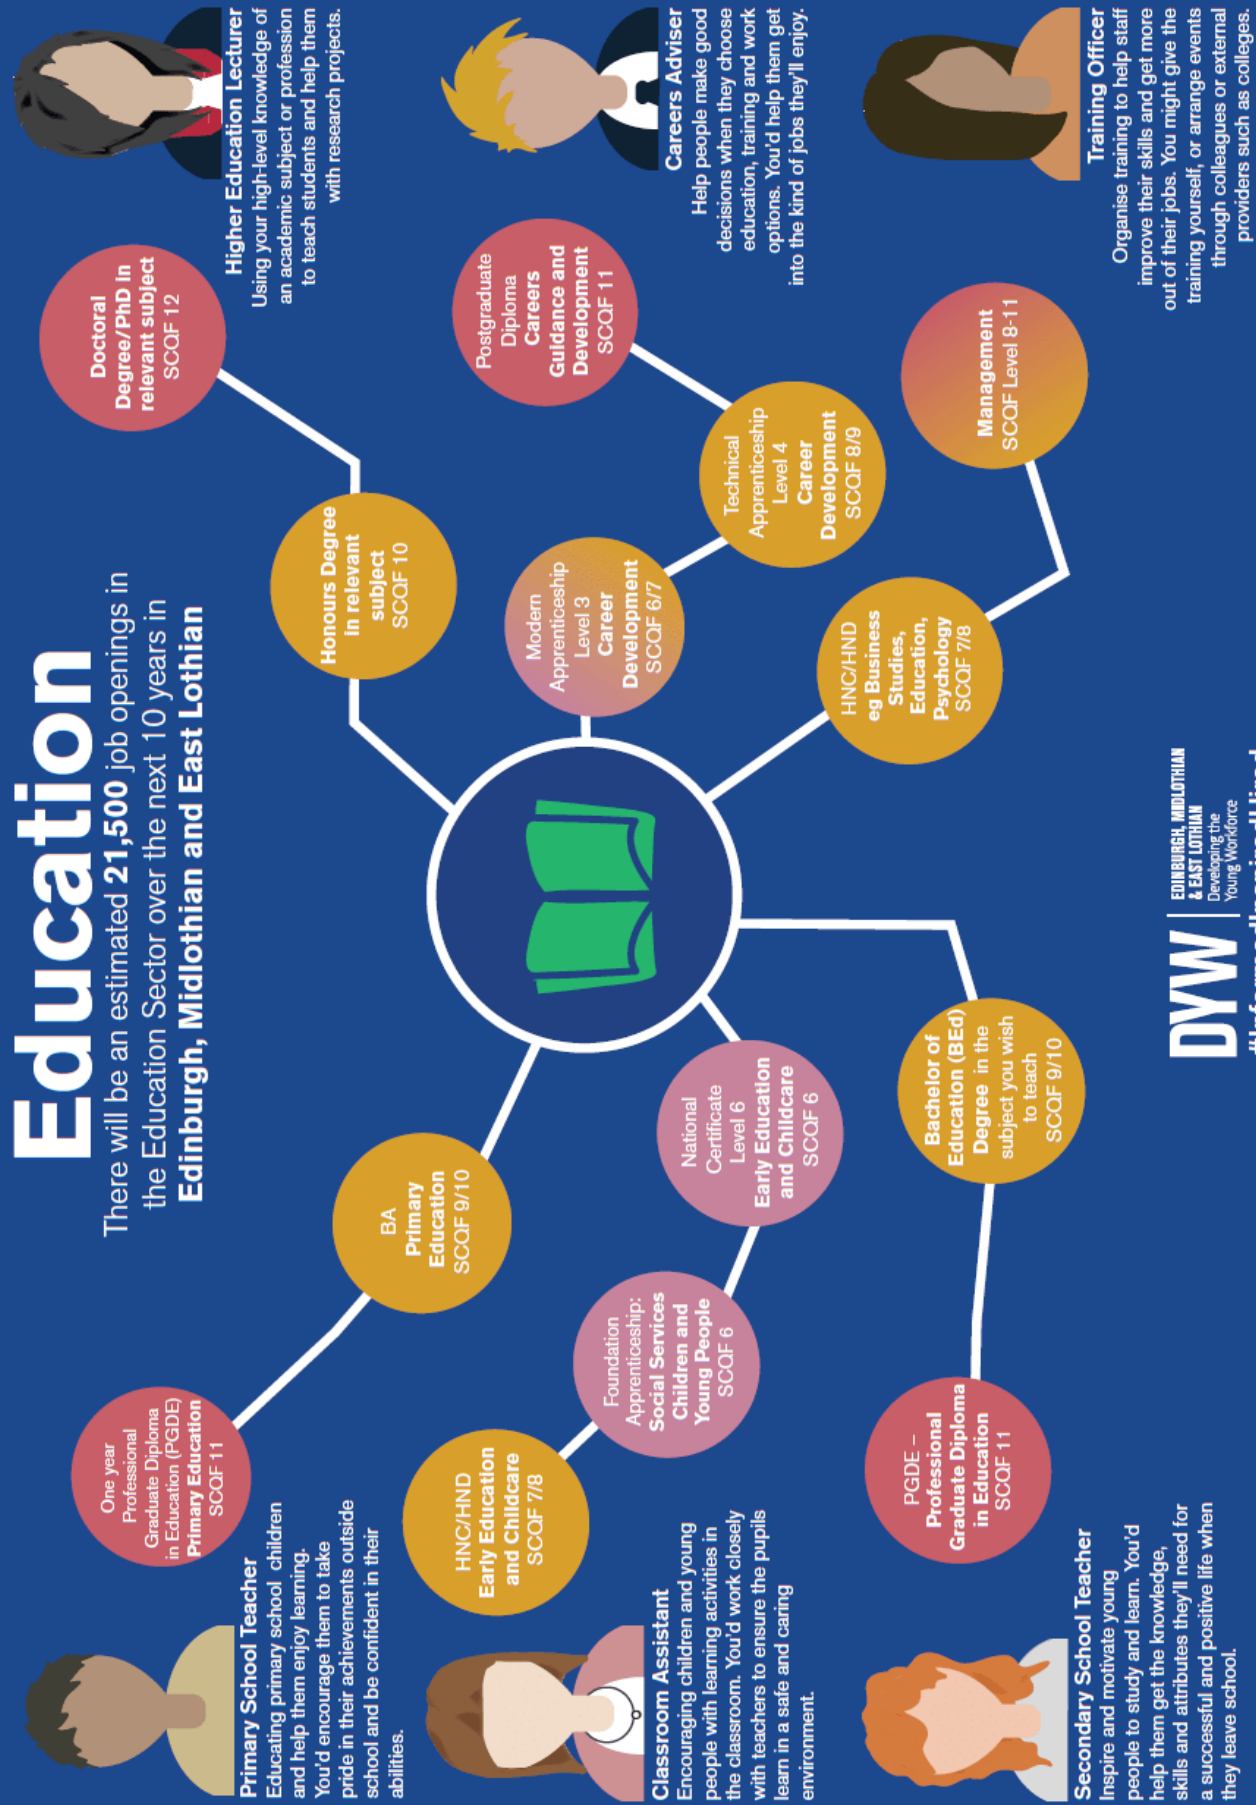 Education
There will be an estimated 21,500 job openings in
the Education Sector over the next 10 years in
Edinburgh, Midlothian and East Lothian
One year
Professional
Graduate Diploma
in Education (PGDE)
Primary Education
SCQF 11
BA
Primary
Education
SCQF 9/10
Primary School Teacher
Educating primary school children
and help them enjoy learning.
You'd encourage them to take
pride in their achievements outside
school and be confident in their
abilities.
HNC/HND
Early Education
and Childcare
SCQF 7/8
Foundation
Apprenticeship:
Social Services
Children and
Young People
SCQF 6
National
Certificate
Level 6
Early Education
and Childcare
SCQF 6
Classroom Assistant
Encouraging children and young
people with learning activities in
the classroom. You'd work closely
with teachers to ensure the pupils
learn in a safe and caring
environment.
PGDE –
Professional
Graduate Diploma
in Education
SCQF 11
Bachelor of
Education (BEd)
Degree in the
subject you wish
to teach
SCQF 9/10
Secondary School Teacher
Inspire and motivate young
people to study and learn. You'd
help them get the knowledge,
skills and attributes they'll need for
a successful and positive life when
they leave school.
Honours Degree
in relevant
subject
SCQF 10
Doctoral
Degree/PhD in
relevant subject
SCQF 12
Higher Education Lecturer
Using your high-level knowledge of
an academic subject or profession
to teach students and help them
with research projects.
Modern
Apprenticeship
Level 3
Career
Development
SCQF 6/7
Technical
Apprenticeship
Level 4
Career
Development
SCQF 8/9
Postgraduate
Diploma
Careers
Guidance and
Development
SCQF 11
Careers Adviser
Help people make good
decisions when they choose
education, training and work
options. You'd help them get
into the kind of jobs they'll enjoy.
HNC/HND
eg Business
Studies,
Education,
Psychology
SCQF 7/8
Management
SCQF Level 8-11
Training Officer
Organise training to help staff
improve their skills and get more
out of their jobs. You might give the
training yourself, or arrange events
through colleagues or external
providers such as colleges.
DYW
EDINBURGH, MIDLOTHIAN
& EAST LOTHIAN
Developing the
Young Workforce